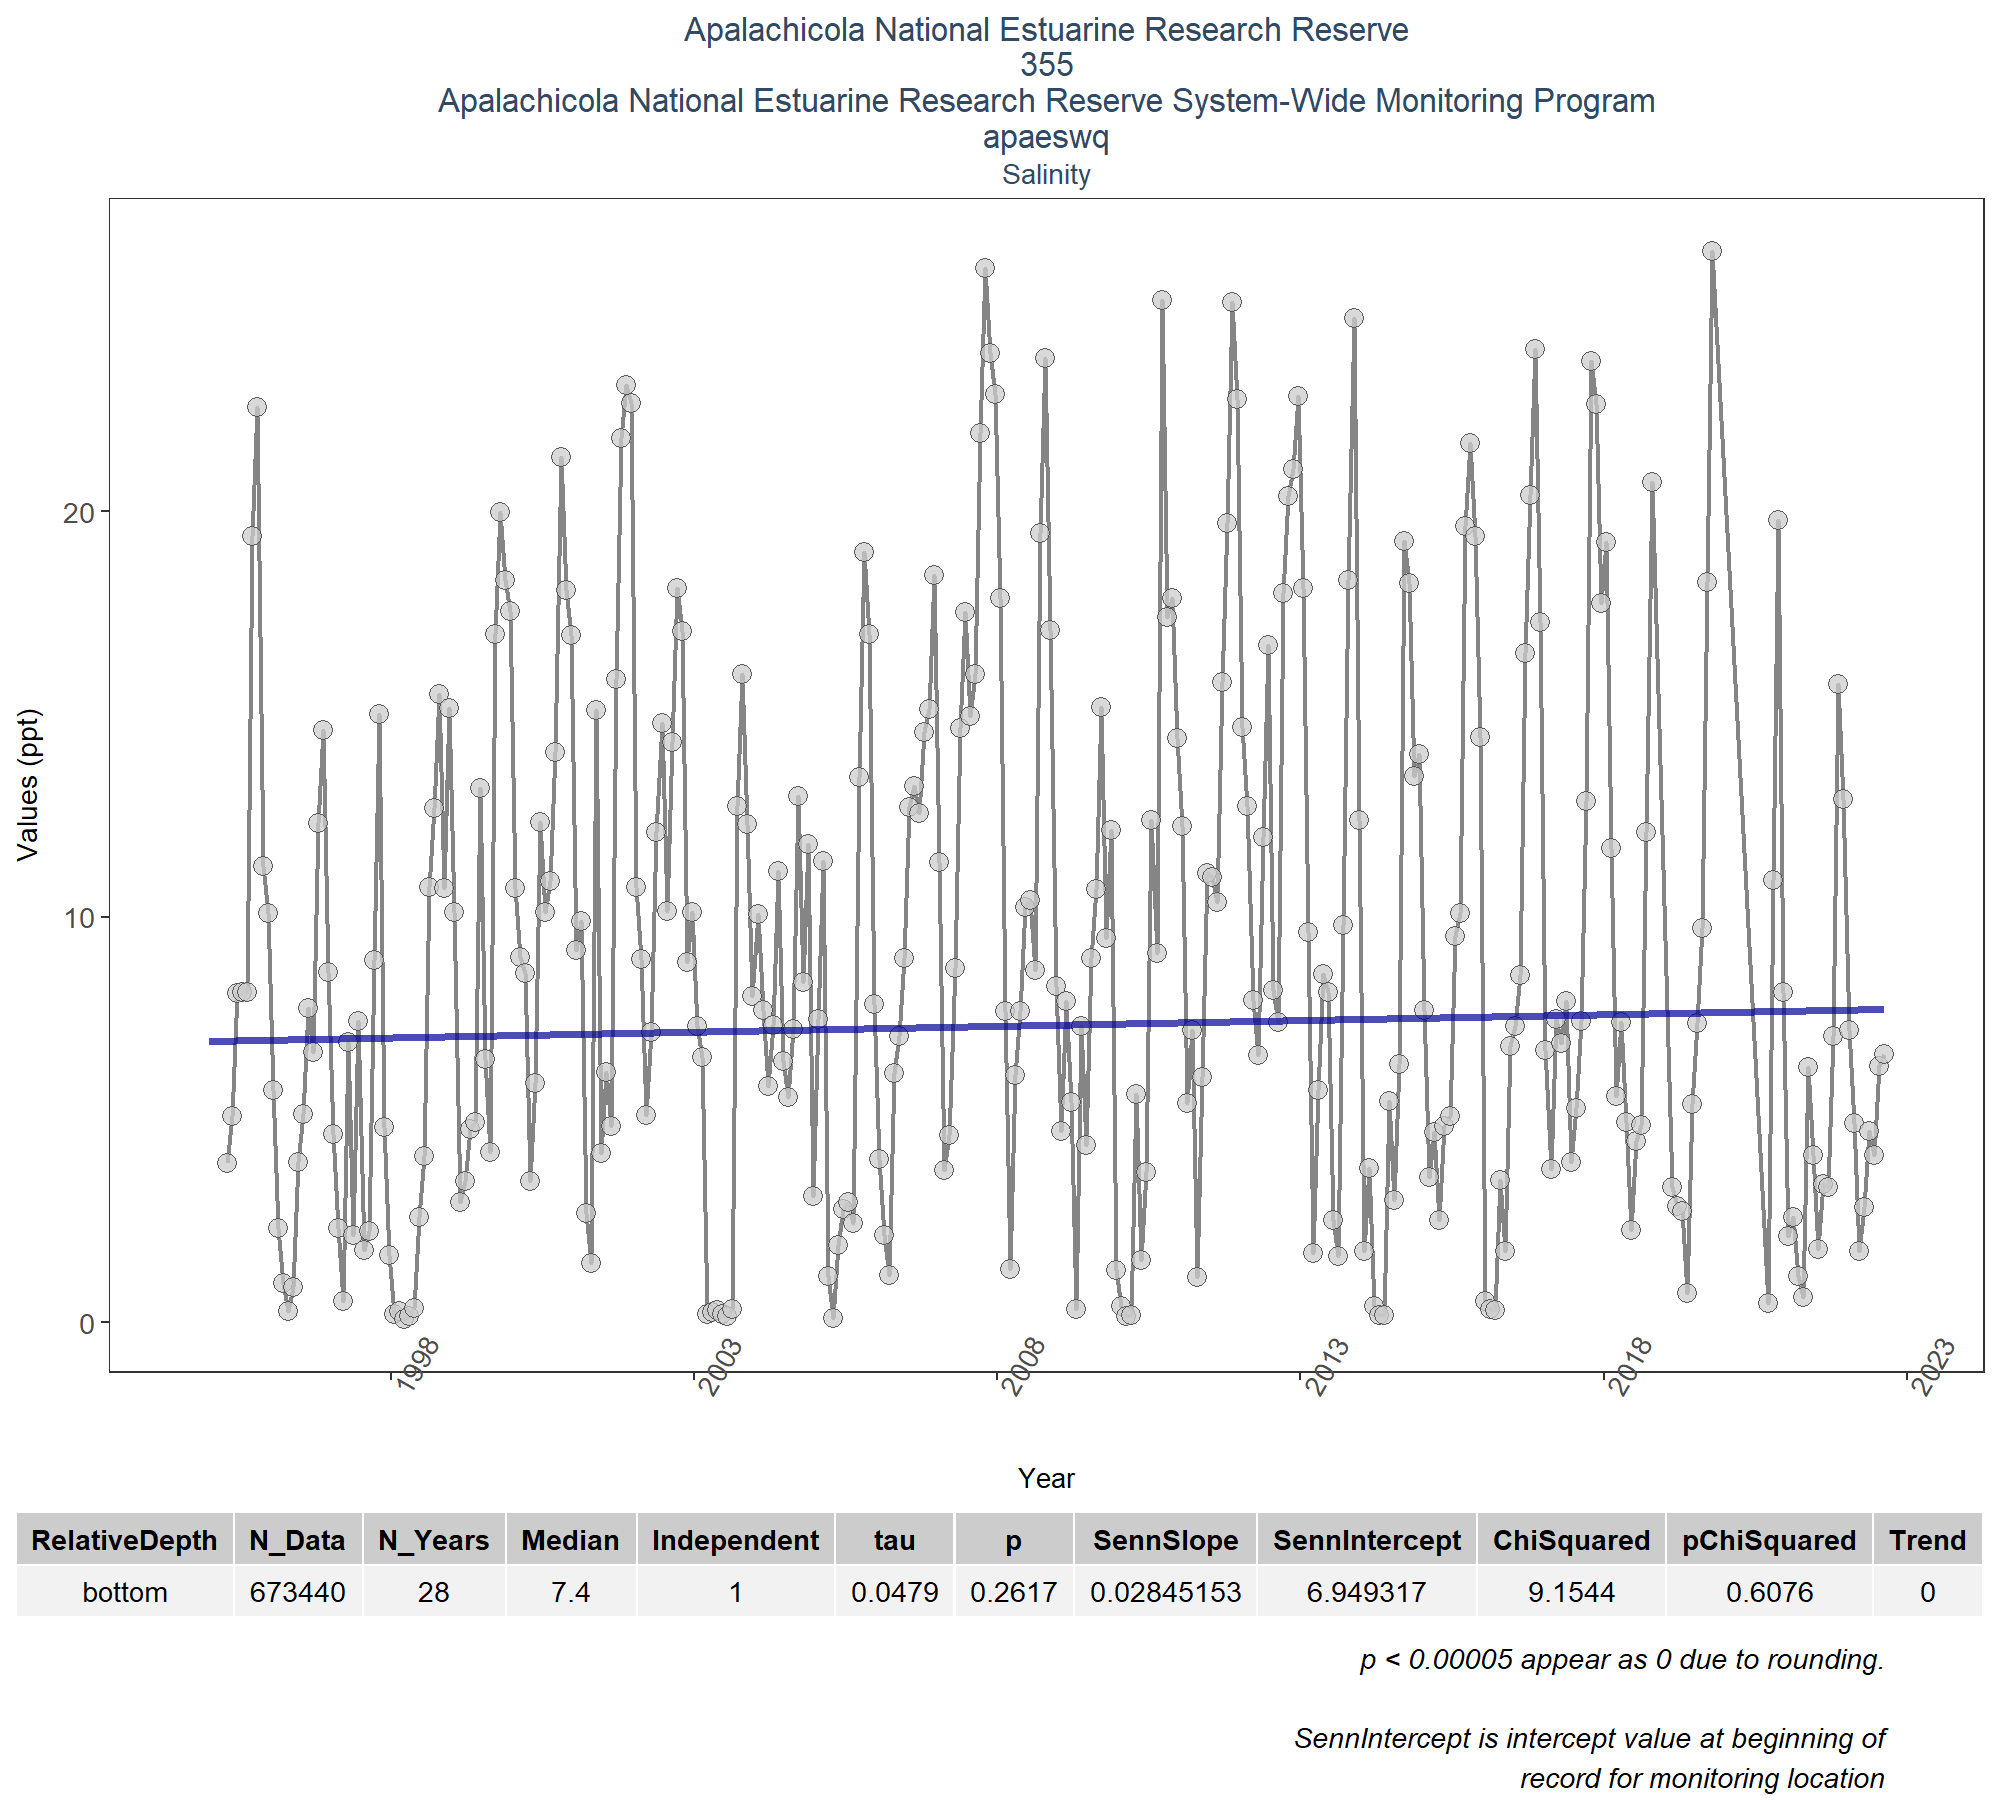 Apalachicola National Estuarine Research Reserve
355
Apalachicola National Estuarine Research Reserve System-Wide Monitoring Program
apaeswq
Salinity
Values (ppt)
20
10
0
1998 2003 2008 2013 2018 2023
Year
RelativeDepth N_Data N_Years Median Independent tau p SennSlope SennIntercept ChiSquared pChiSquared Trend
bottom 673440 28 7.4 1 0.0479 0.2617 0.02845153 6.949317 9.1544 0.6076 0
p < 0.00005 appear as 0 due to rounding.
SennIntercept is intercept value at beginning of
record for monitoring location